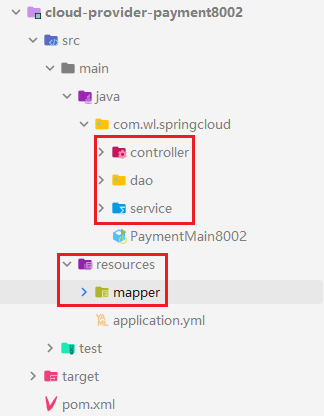 cloud-provider-payment8002
src
main
java
com.wl.springcloud
controller
dao
service
PaymentMain8002
resources
mapper
application.yml
test
target
pom.xml